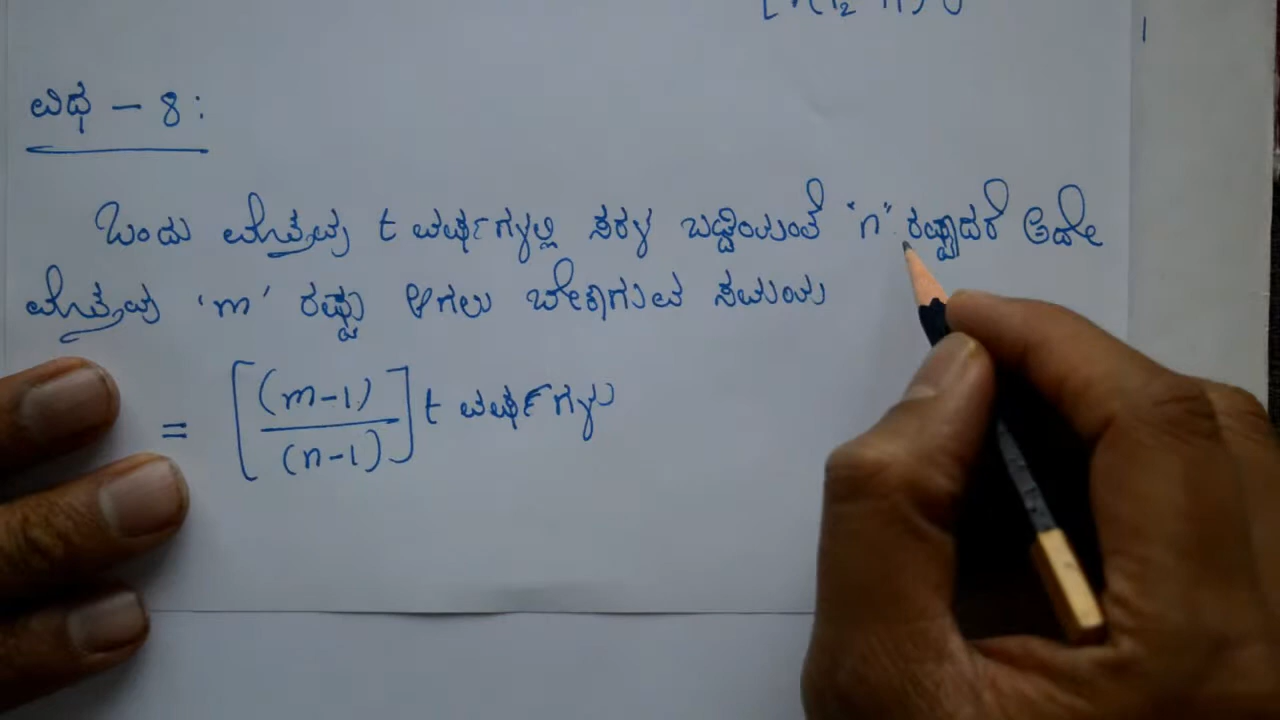 ವಿಧ - 8:
ಒಂದು ಮೊತ್ತವು t ವರ್ಷಗಳಲ್ಲಿ ಸರಳ ಬಡ್ಡಿಯಂತೆ "n" ರಷ್ಟಾದರೆ ಅದೇ
ಮೊತ್ತವು 'm' ರಷ್ಟು ಆಗಲು ಬೇಕಾಗುವ ಸಮಯ
= [(m-1)/(n-1)] t ವರ್ಷಗಳು